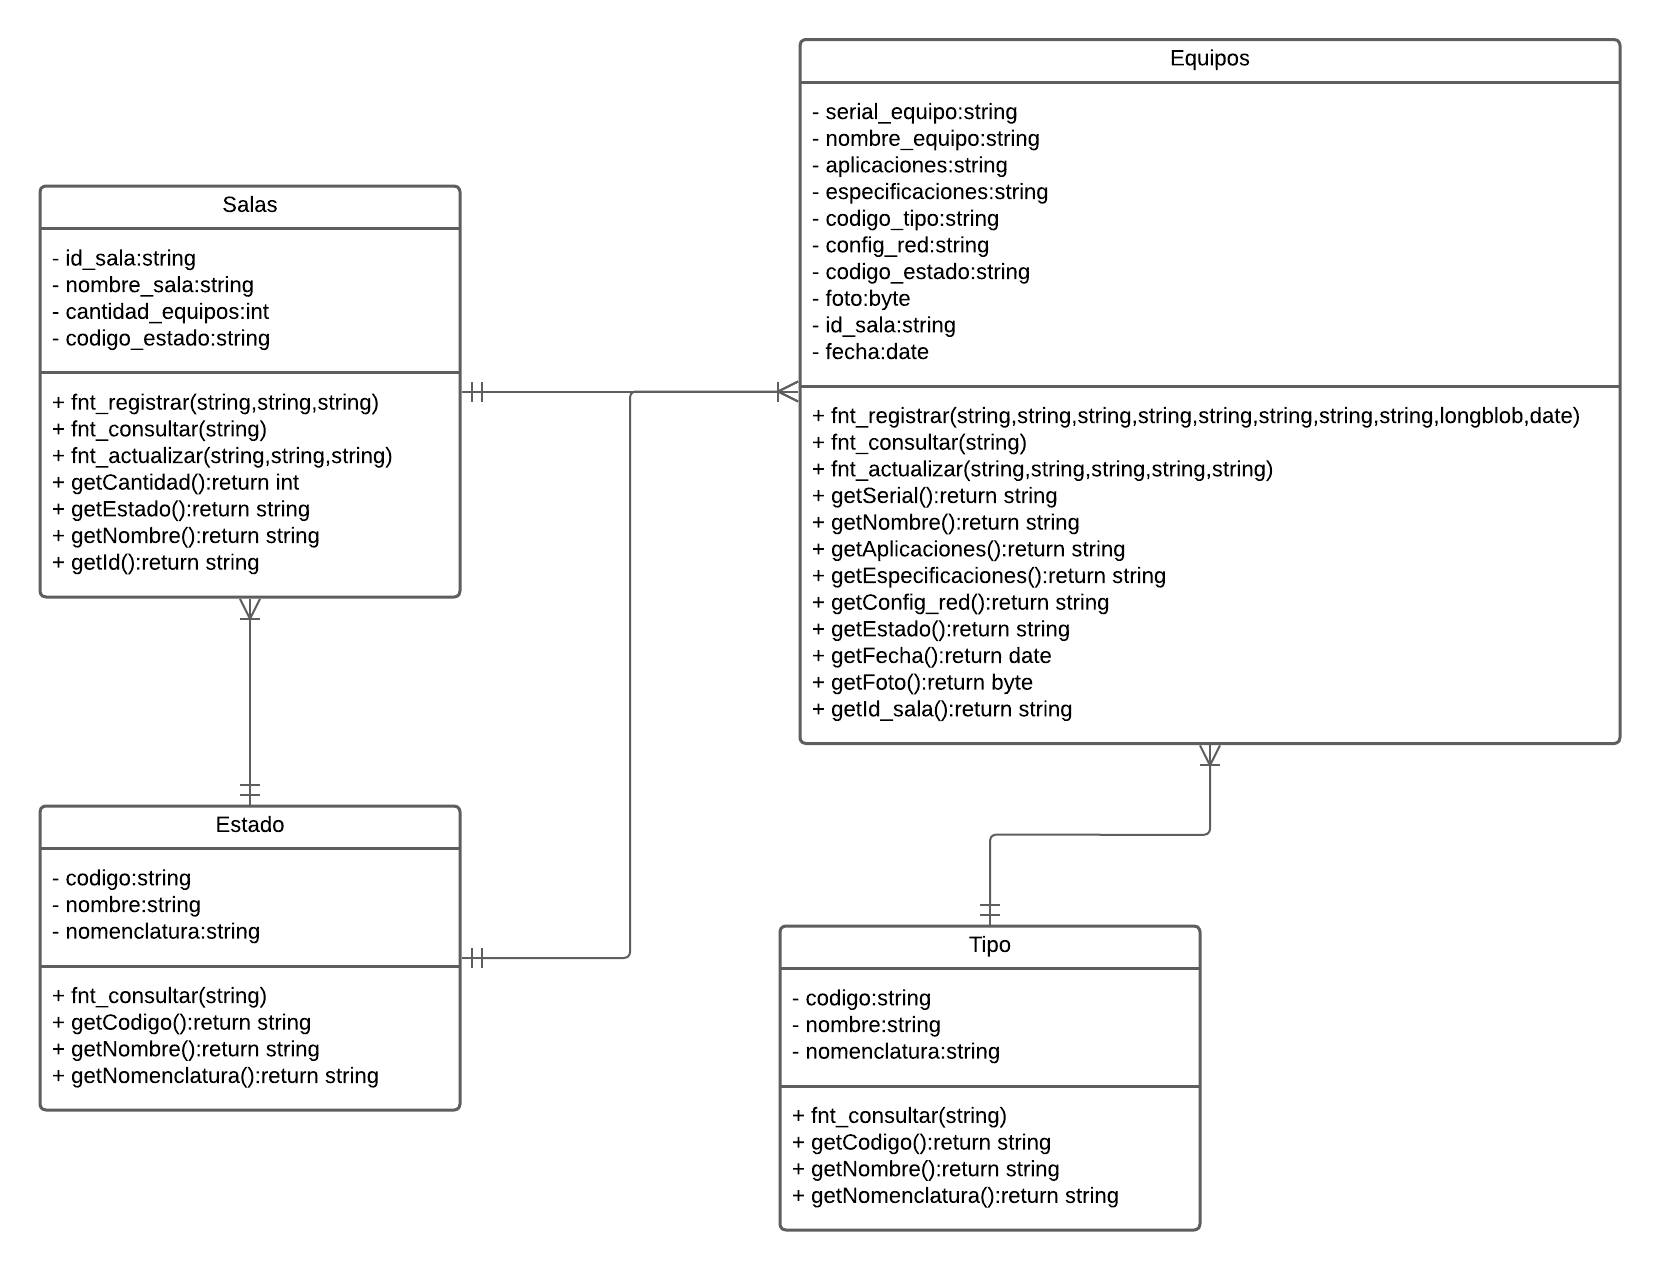 Salas
- id_sala:string
- nombre_sala:string
- cantidad_equipos:int
- codigo_estado:string
+ fnt_registrar(string,string,string)
+ fnt_consultar(string)
+ fnt_actualizar(string,string,string)
+ getCantidad():return int
+ getEstado():return string
+ getNombre():return string
+ getId():return string
Equipos
- serial_equipo:string
- nombre_equipo:string
- aplicaciones:string
- especificaciones:string
- codigo_tipo:string
- config_red:string
- codigo_estado:string
- foto:byte
- id_sala:string
- fecha:date
+ fnt_registrar(string,string,string,string,string,string,string,string,longblob,date)
+ fnt_consultar(string)
+ fnt_actualizar(string,string,string,string,string)
+ getSerial():return string
+ getNombre():return string
+ getAplicaciones():return string
+ getEspecificaciones():return string
+ getConfig_red():return string
+ getEstado():return string
+ getFecha():return date
+ getFoto():return byte
+ getId_sala():return string
Estado
- codigo:string
- nombre:string
- nomenclatura:string
+ fnt_consultar(string)
+ getCodigo():return string
+ getNombre():return string
+ getNomenclatura():return string
Tipo
- codigo:string
- nombre:string
- nomenclatura:string
+ fnt_consultar(string)
+ getCodigo():return string
+ getNombre():return string
+ getNomenclatura():return string